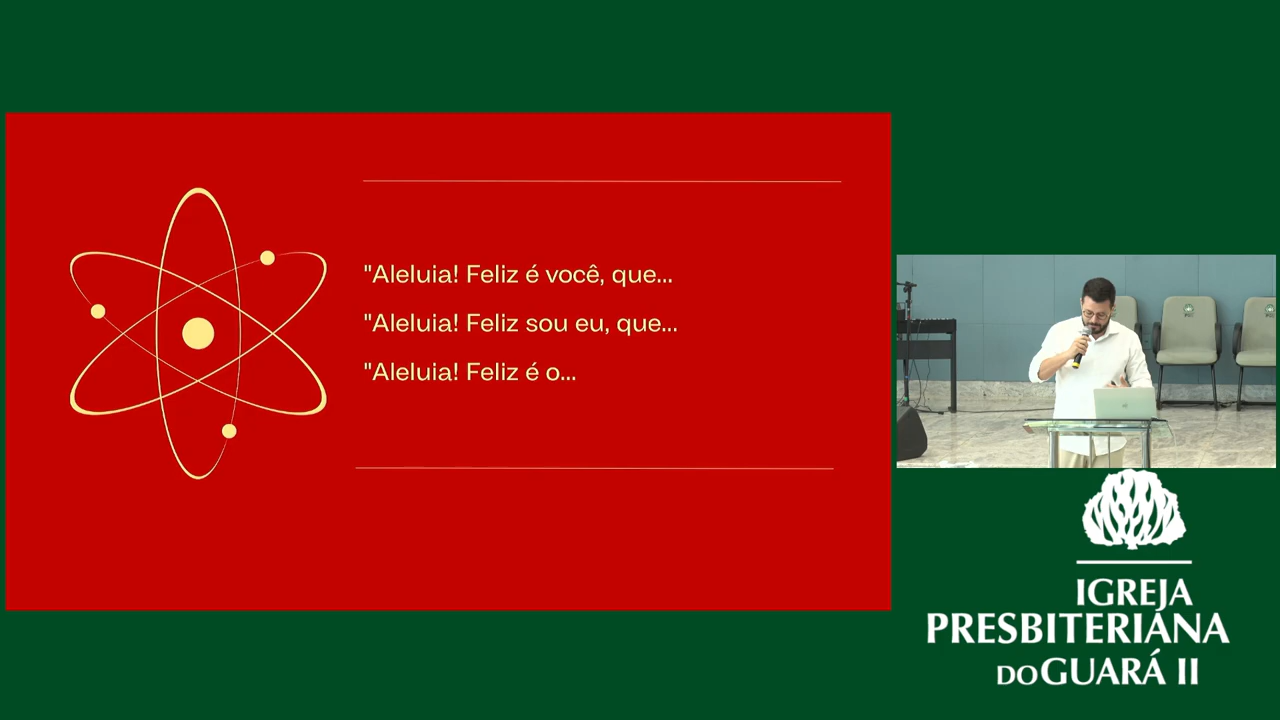 "Aleluia! Feliz é você, que...
"Aleluia! Feliz sou eu, que...
"Aleluia! Feliz é o...
IGREJA
PRESBITERIANA
DO GUARÁ II